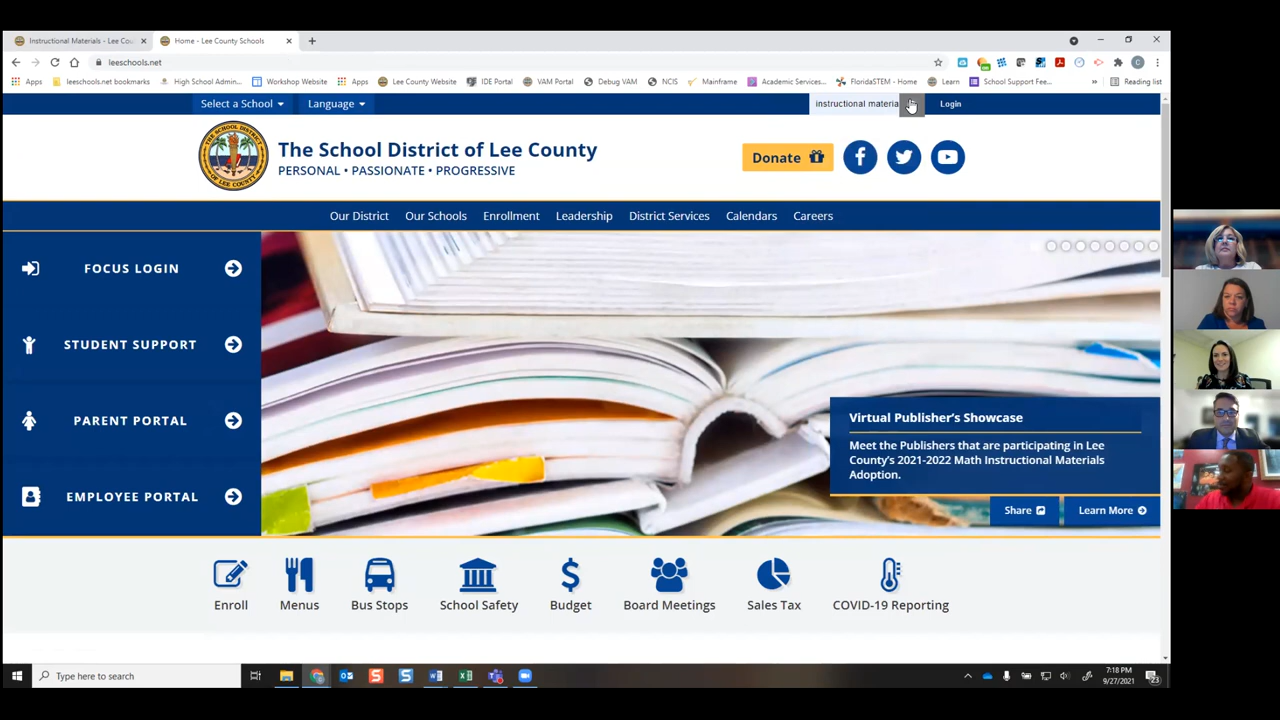 Instructional Materials - Lee Cou
Home - Lee County Schools
leeschools.net
Apps
leeschools.net bookmarks
High School Admin...
Workshop Website
Apps
Lee County Website
IDE Portal
VAM Portal
Debug VAM
NCIS
Mainframe
Academic Services...
FloridaSTEM - Home
Learn
School Support Fee...
Reading list
Select a School
Language
instructional materia
Login
The School District of Lee County
PERSONAL • PASSIONATE • PROGRESSIVE
Donate
Our District
Our Schools
Enrollment
Leadership
District Services
Calendars
Careers
FOCUS LOGIN
STUDENT SUPPORT
PARENT PORTAL
EMPLOYEE PORTAL
Virtual Publisher's Showcase
Meet the Publishers that are participating in Lee
County's 2021-2022 Math Instructional Materials
Adoption.
Share
Learn More
Enroll
Menus
Bus Stops
School Safety
Budget
Board Meetings
Sales Tax
COVID-19 Reporting
Type here to search
7:18 PM
9/27/2021